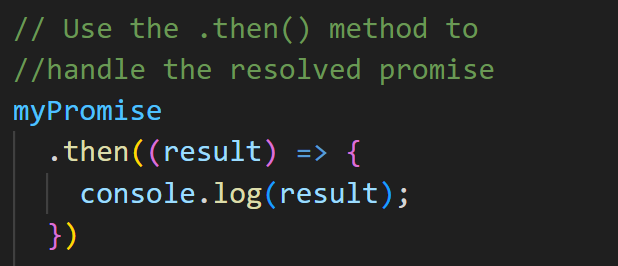 // Use the .then() method to
//handle the resolved promise
myPromise
  .then((result) => {
    console.log(result);
  })